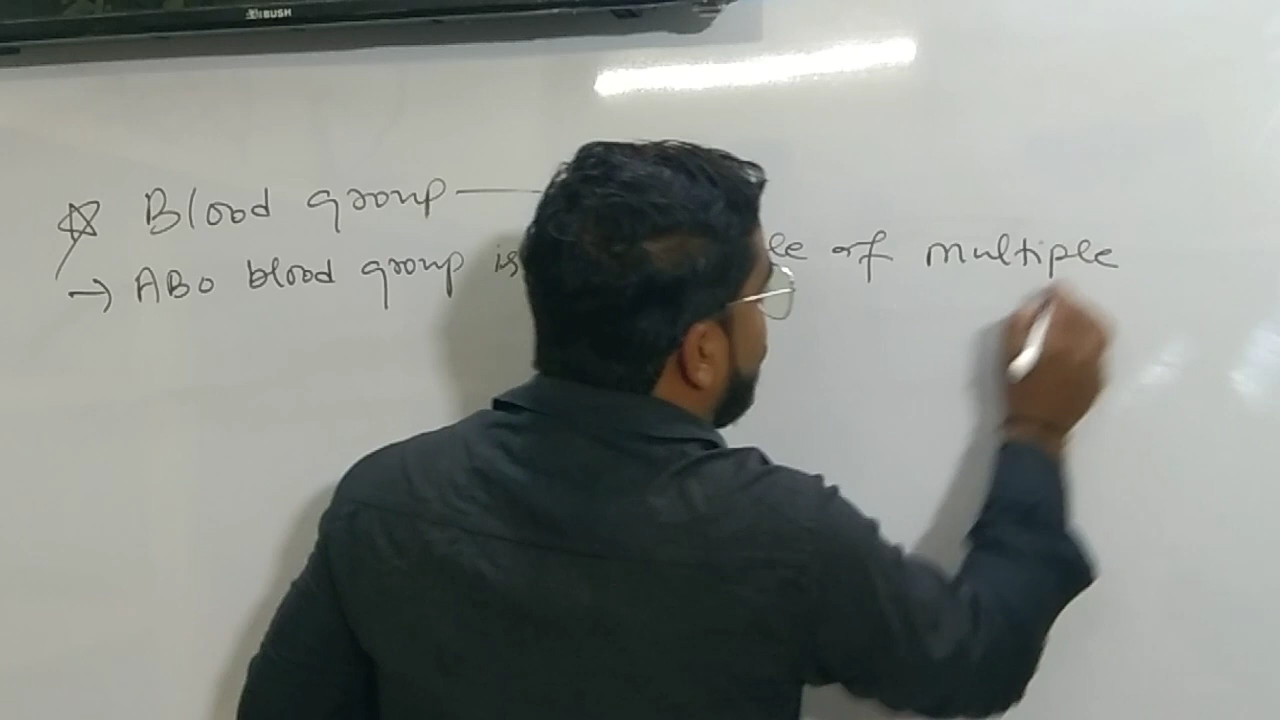 BUSH
☆ Blood group —
→ ABO blood group is le of multiple